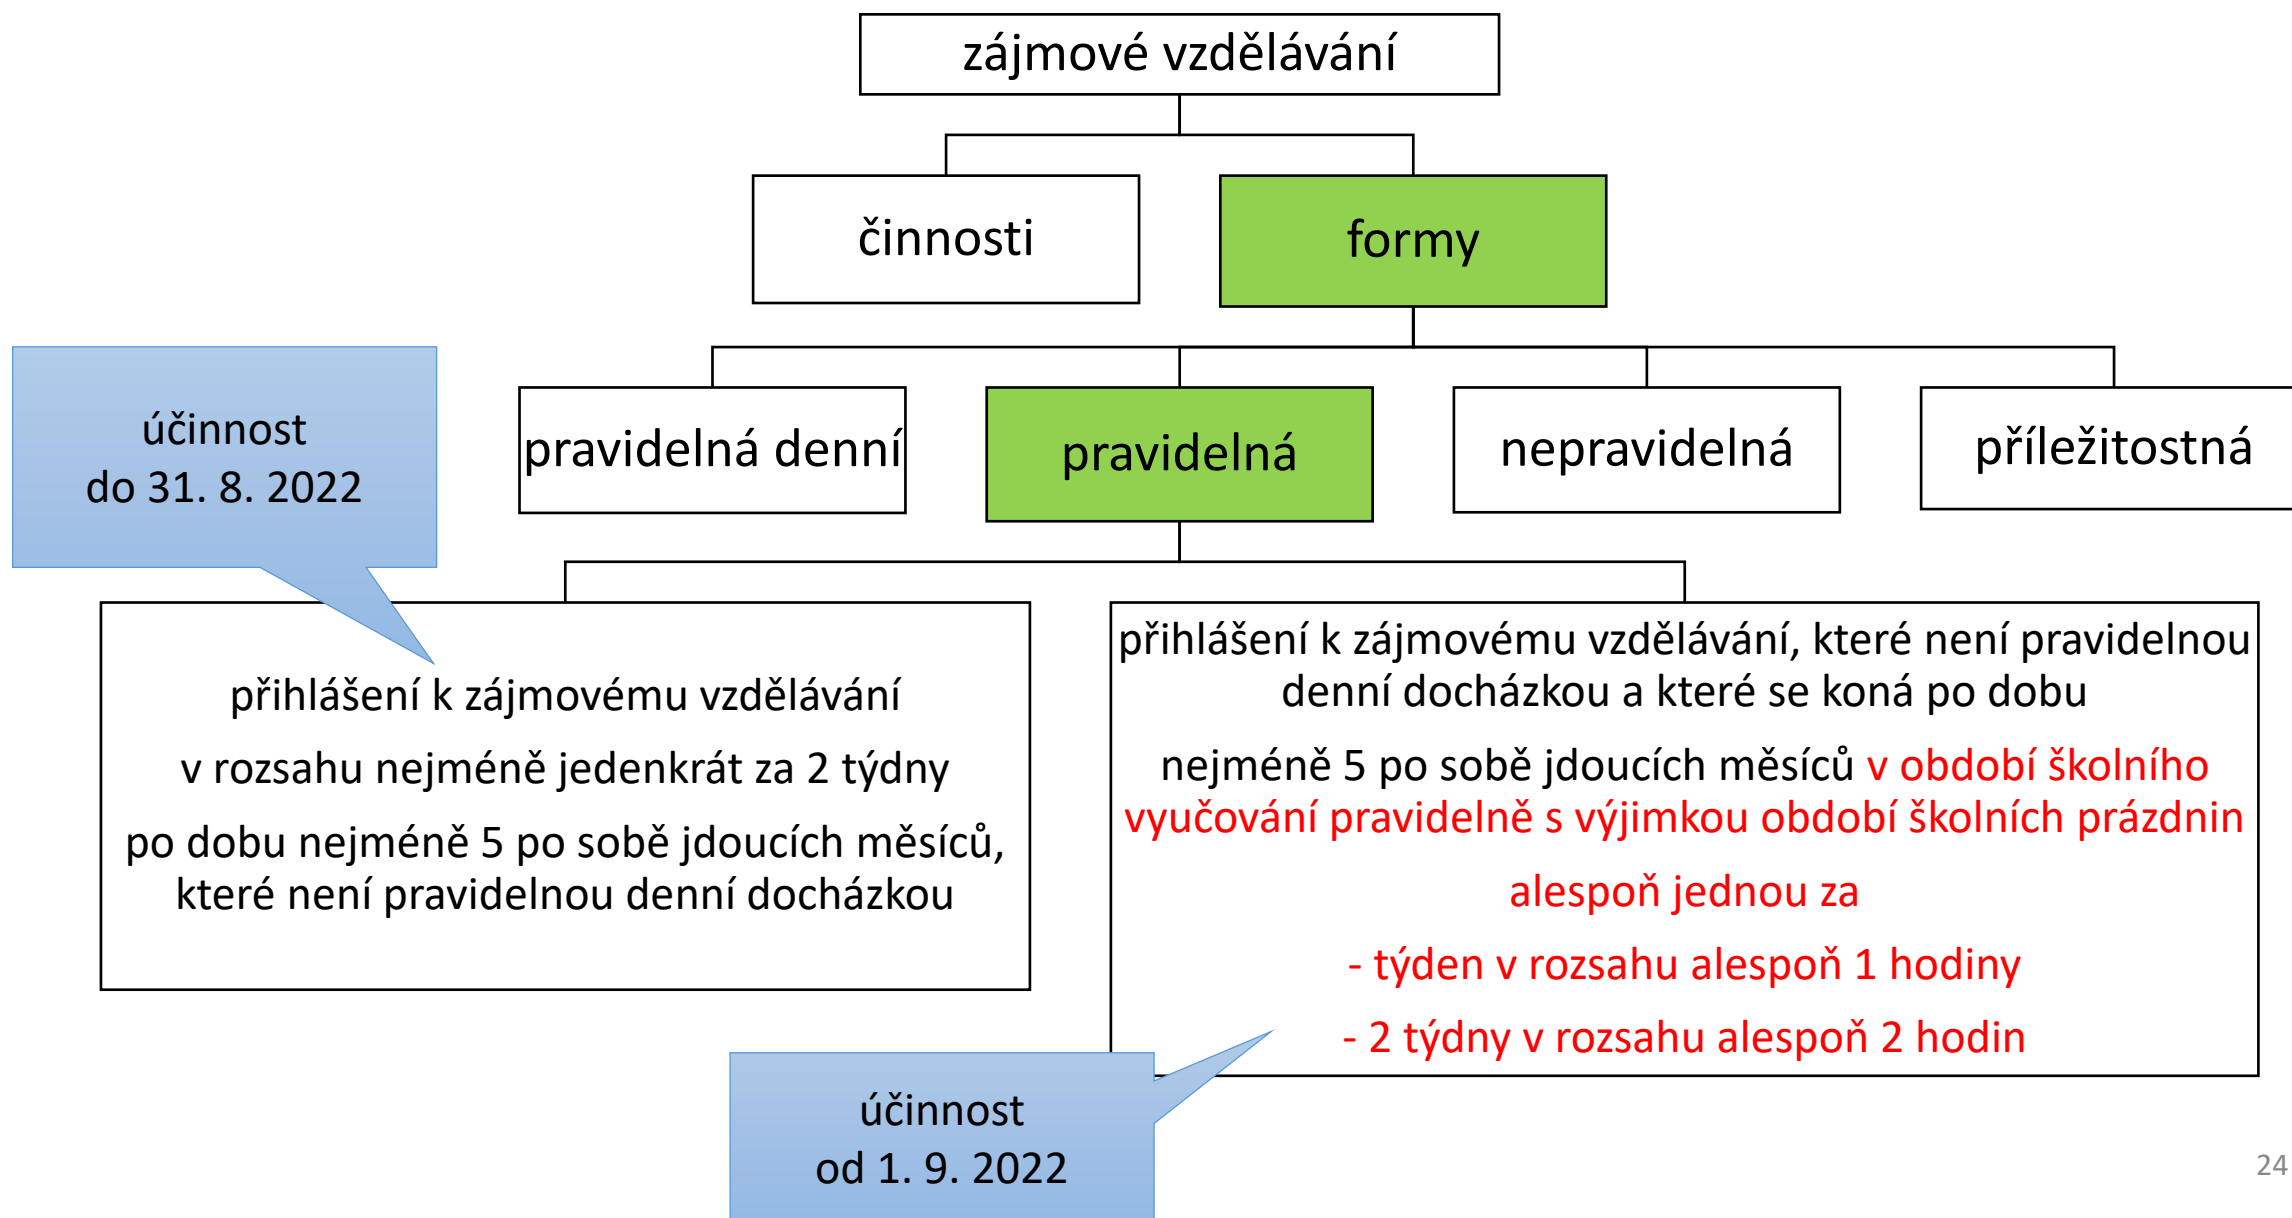 zájmové vzdělávání
činnosti
formy
účinnost
do 31. 8. 2022
pravidelná denní
pravidelná
nepravidelná
příležitostná
přihlášení k zájmovému vzdělávání
v rozsahu nejméně jedenkrát za 2 týdny
po dobu nejméně 5 po sobě jdoucích měsíců,
které není pravidelnou denní docházkou
přihlášení k zájmovému vzdělávání, které není pravidelnou
denní docházkou a které se koná po dobu
nejméně 5 po sobě jdoucích měsíců v období školního
vyučování pravidelně s výjimkou období školních prázdnin
alespoň jednou za
- týden v rozsahu alespoň 1 hodiny
- 2 týdny v rozsahu alespoň 2 hodin
účinnost
od 1. 9. 2022
24